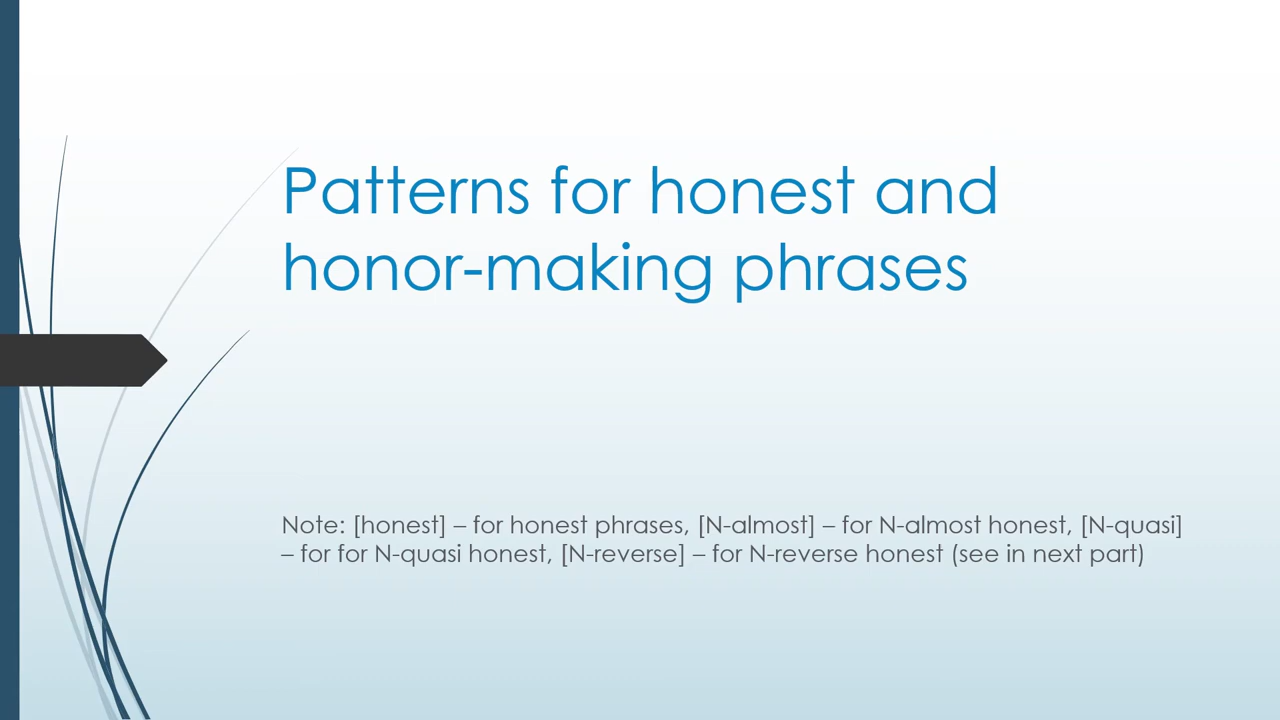 Patterns for honest and
honor-making phrases
Note: [honest] – for honest phrases, [N-almost] – for N-almost honest, [N-quasi]
– for for N-quasi honest, [N-reverse] – for N-reverse honest (see in next part)